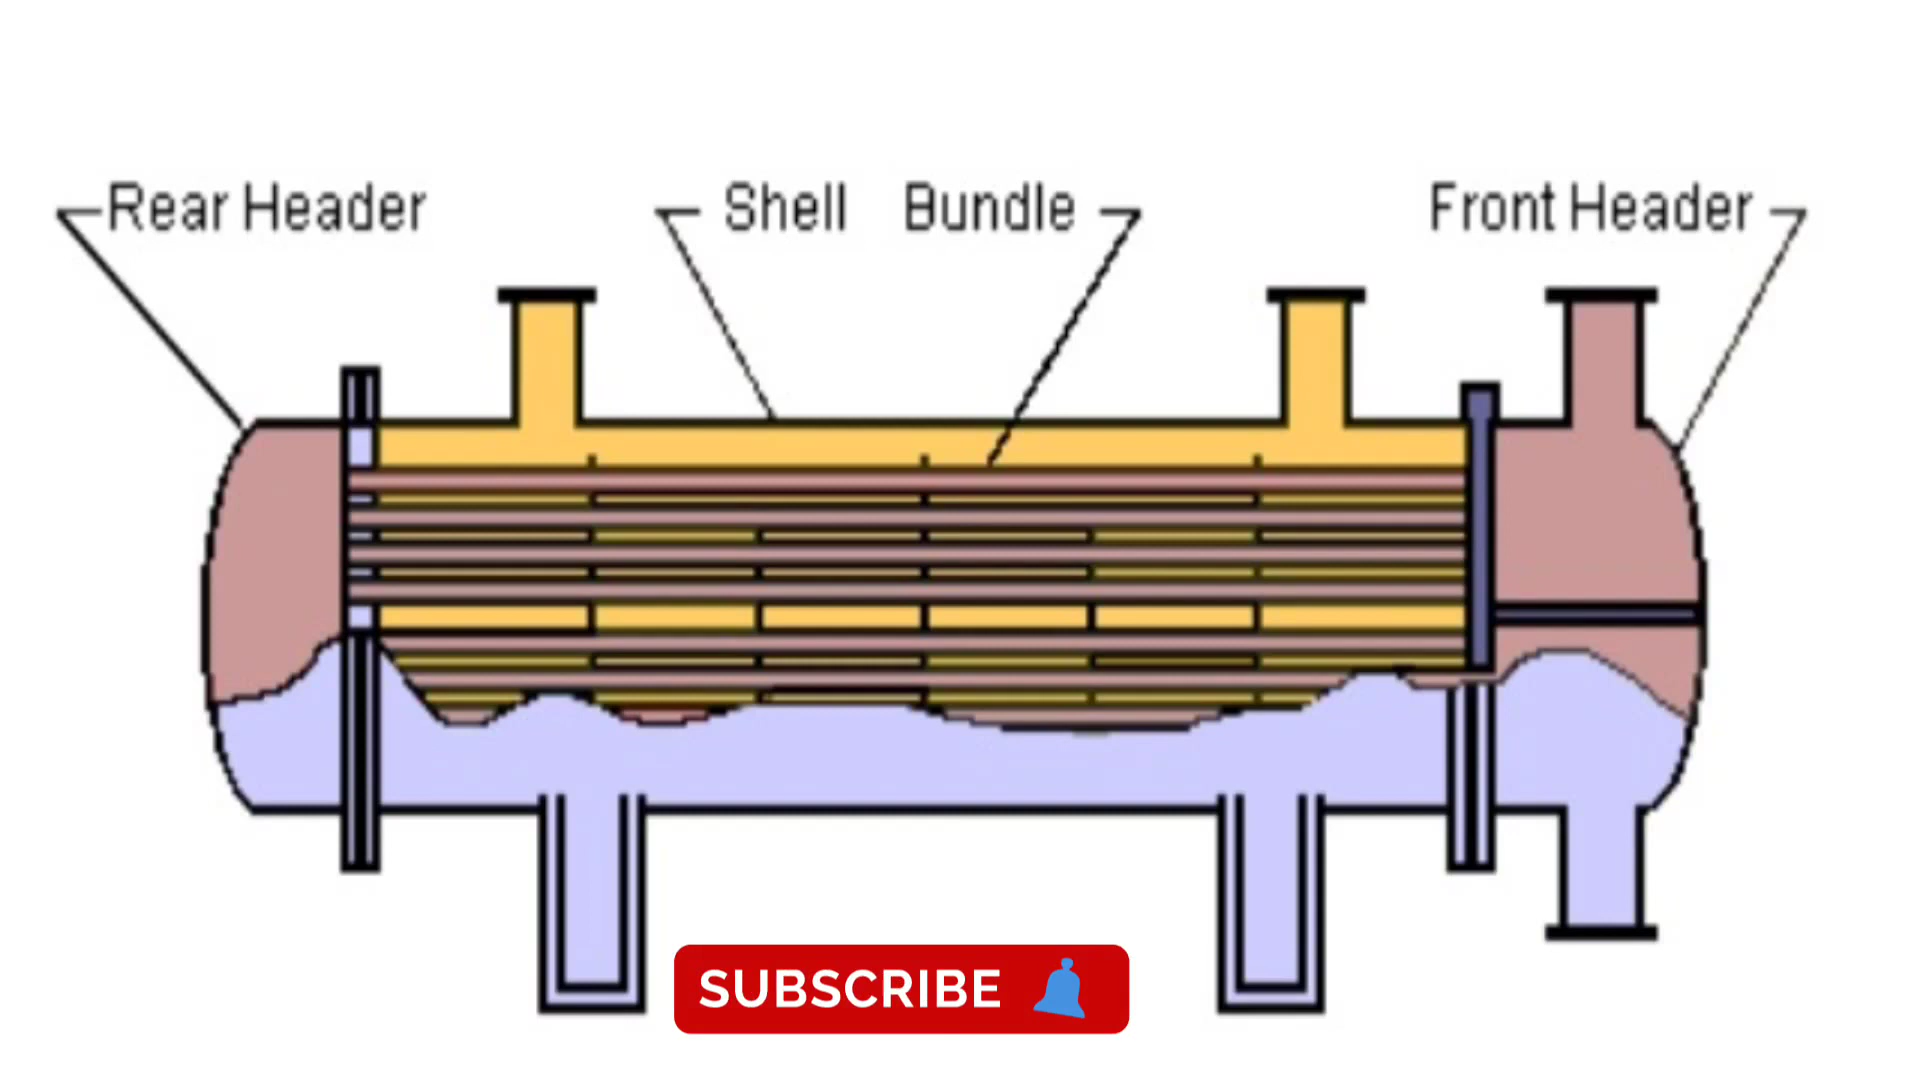 Rear Header
Shell
Bundle
Front Header
SUBSCRIBE